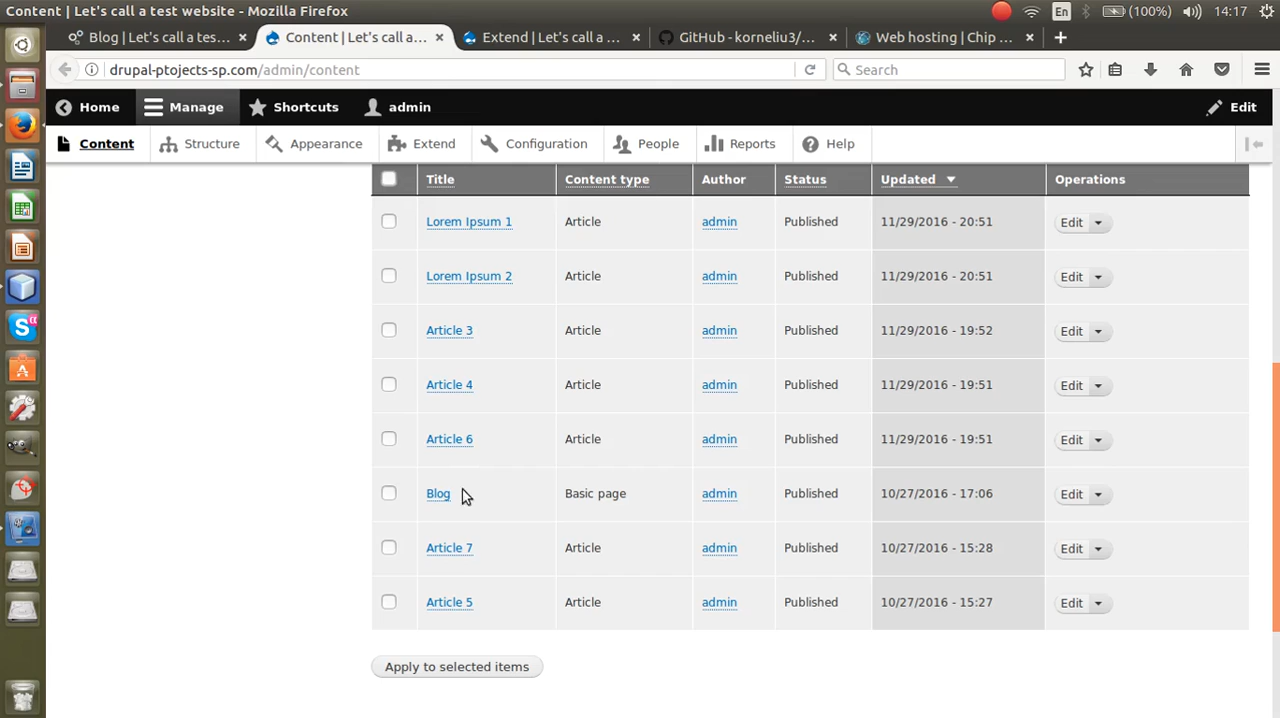 Content | Let's call a test website - Mozilla Firefox
En
(100%)
14:17
Blog | Let's call a tes...
Content | Let's call a ...
Extend | Let's call a ...
GitHub - korneliu3/...
Web hosting | Chip ...
drupal-ptojects-sp.com/admin/content
Search
Home
Manage
Shortcuts
admin
Edit
Content
Structure
Appearance
Extend
Configuration
People
Reports
Help
Title Content type Author Status Updated Operations
Lorem Ipsum 1 Article admin Published 11/29/2016 - 20:51 Edit
Lorem Ipsum 2 Article admin Published 11/29/2016 - 20:51 Edit
Article 3 Article admin Published 11/29/2016 - 19:52 Edit
Article 4 Article admin Published 11/29/2016 - 19:51 Edit
Article 6 Article admin Published 11/29/2016 - 19:51 Edit
Blog Basic page admin Published 10/27/2016 - 17:06 Edit
Article 7 Article admin Published 10/27/2016 - 15:28 Edit
Article 5 Article admin Published 10/27/2016 - 15:27 Edit
Apply to selected items